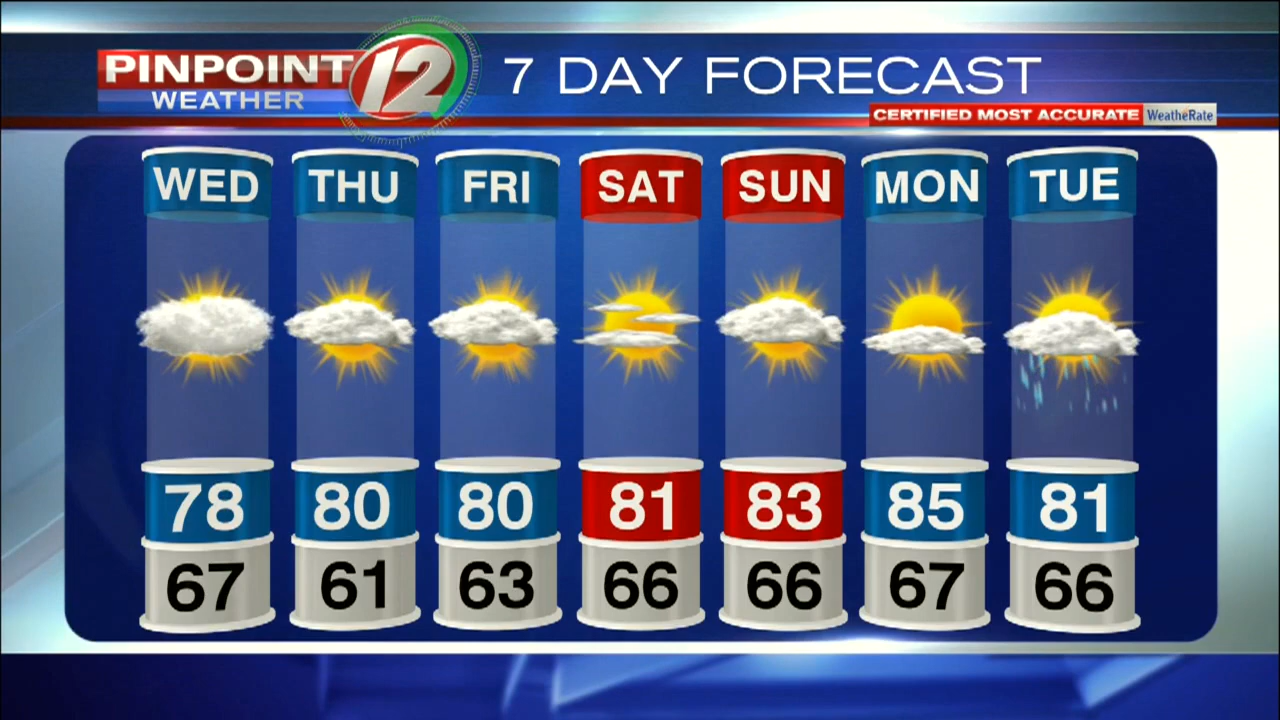 PINPOINT 12
WEATHER
7 DAY FORECAST
CERTIFIED MOST ACCURATE WeatheRate
WED THU FRI SAT SUN MON TUE
78 80 80 81 83 85 81
67 61 63 66 66 67 66